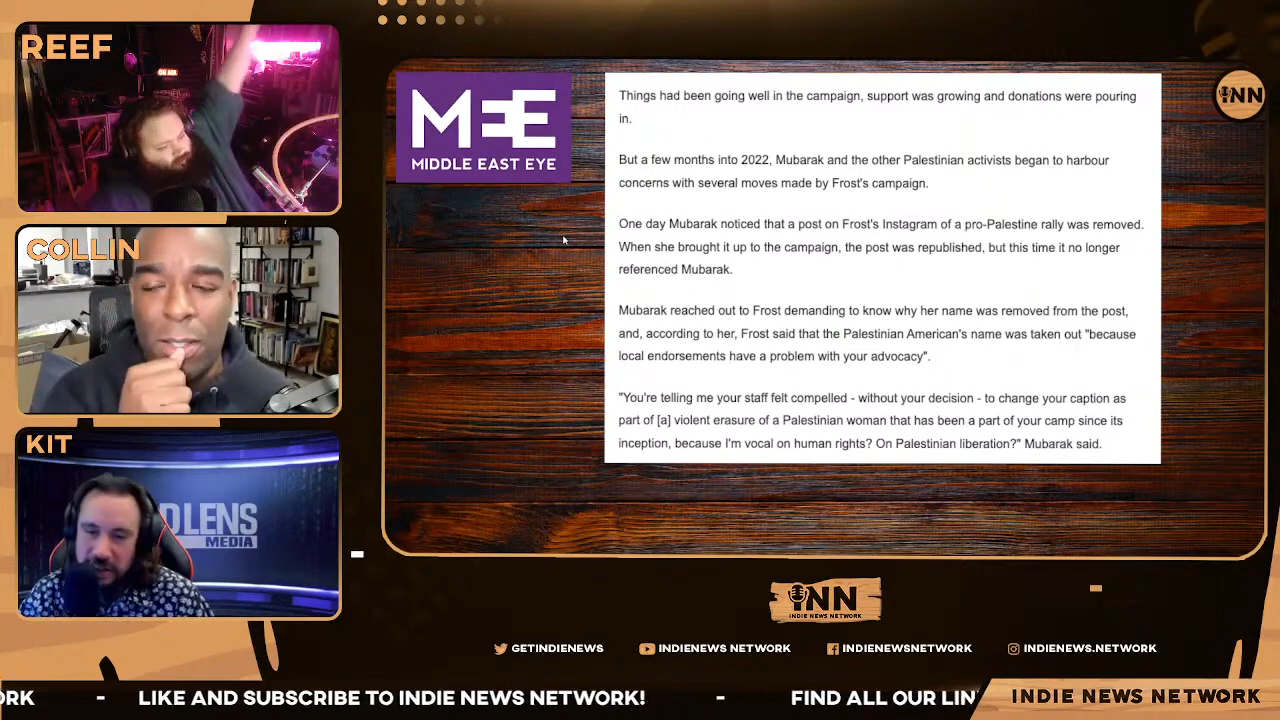 REEF
ON AIR
COLLIN
KIT
DLENS
MEDIA
MEE
MIDDLE EAST EYE
Things had been going well in the campaign, support was growing and donations were pouring
in.
But a few months into 2022, Mubarak and the other Palestinian activists began to harbour
concerns with several moves made by Frost's campaign.
One day Mubarak noticed that a post on Frost's Instagram of a pro-Palestine rally was removed.
When she brought it up to the campaign, the post was republished, but this time it no longer
referenced Mubarak.
Mubarak reached out to Frost demanding to know why her name was removed from the post,
and, according to her, Frost said that the Palestinian American's name was taken out "because
local endorsements have a problem with your advocacy".
"You're telling me your staff felt compelled - without your decision - to change your caption as
part of [a] violent erasure of a Palestinian woman that has been a part of your camp since its
inception, because I'm vocal on human rights? On Palestinian liberation?" Mubarak said.
INN
INN
INDIE NEWS NETWORK
GETINDIENEWS
INDIENEWS NETWORK
INDIENEWSNETWORK
INDIENEWS.NETWORK
RK - LIKE AND SUBSCRIBE TO INDIE NEWS NETWORK! - FIND ALL OUR LIN
INDIE NEWS NETWORK